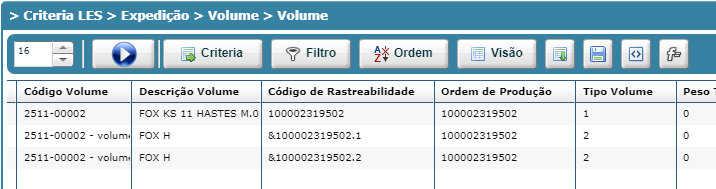 > Criteria LES > Expedição > Volume > Volume
16 Criteria Filtro Ordem Visão
Código Volume Descrição Volume Código de Rastreabilidade Ordem de Produção Tipo Volume Peso T
2511-00002 FOX KS 11 HASTES M.0 100002319502 100002319502 1 0
2511-00002 - volume FOX H &100002319502.1 100002319502 2 0
2511-00002 - volume FOX H &100002319502.2 100002319502 2 0